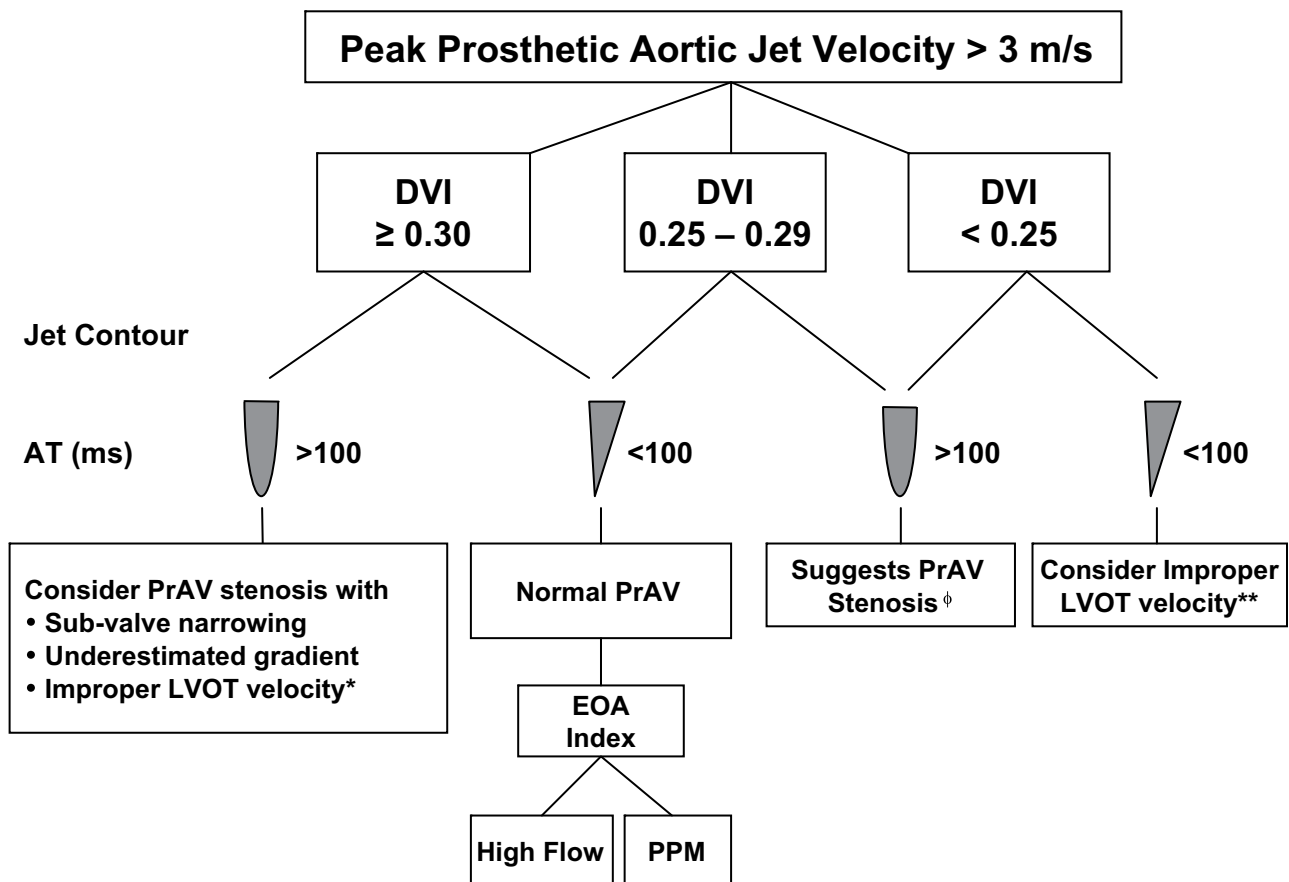 Peak Prosthetic Aortic Jet Velocity > 3 m/s
DVI
≥ 0.30
DVI
0.25 – 0.29
DVI
< 0.25
Jet Contour
AT (ms)
>100
<100
>100
<100
Consider PrAV stenosis with
• Sub-valve narrowing
• Underestimated gradient
• Improper LVOT velocity*
Normal PrAV
Suggests PrAV
Stenosis ϕ
Consider Improper
LVOT velocity**
EOA
Index
High Flow
PPM